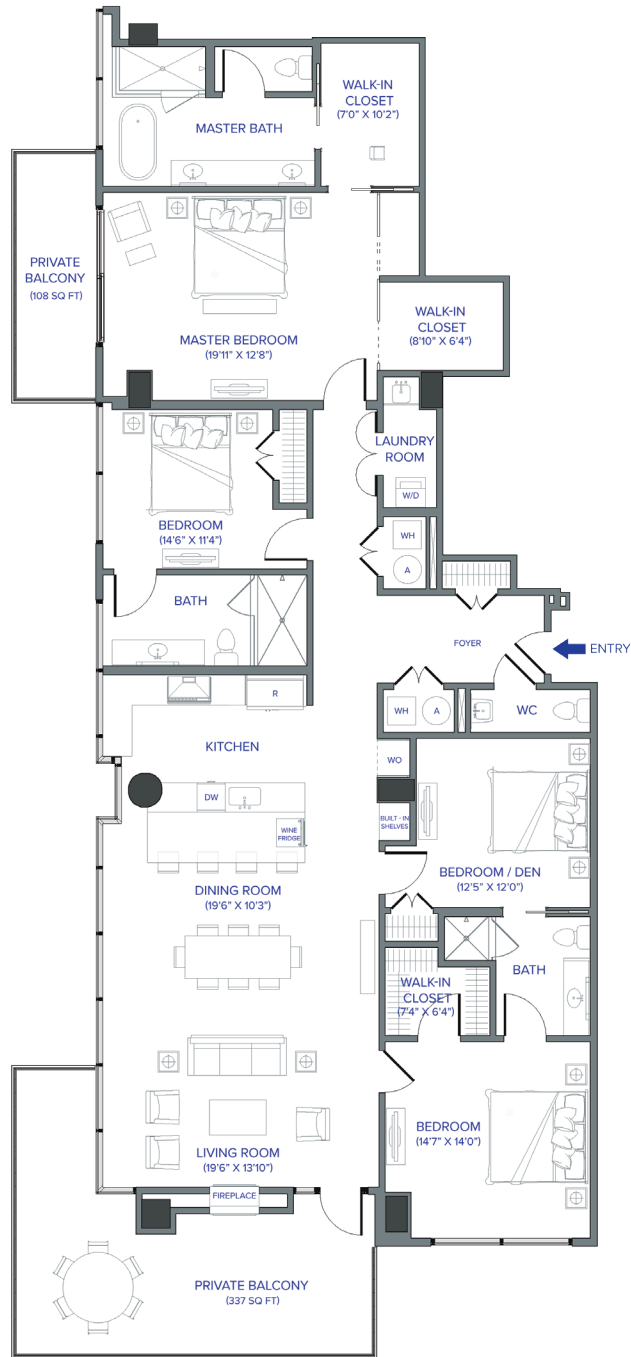 WALK-IN
CLOSET
(7'0" X 10'2")
MASTER BATH
PRIVATE
BALCONY
(108 SQ FT)
WALK-IN
CLOSET
(8'10" X 6'4")
MASTER BEDROOM
(19'11" X 12'8")
LAUNDRY
ROOM
W/D
BEDROOM
(14'6" X 11'4")
WH
A
BATH
FOYER
ENTRY
R
WH
A
WC
KITCHEN
WO
DW
BUILT - IN
SHELVES
WINE
FRIDGE
BEDROOM / DEN
(12'5" X 12'0")
DINING ROOM
(19'6" X 10'3")
BATH
WALK-IN
CLOSET
(7'4" X 6'4")
BEDROOM
(14'7" X 14'0")
LIVING ROOM
(19'6" X 13'10")
FIREPLACE
PRIVATE BALCONY
(337 SQ FT)